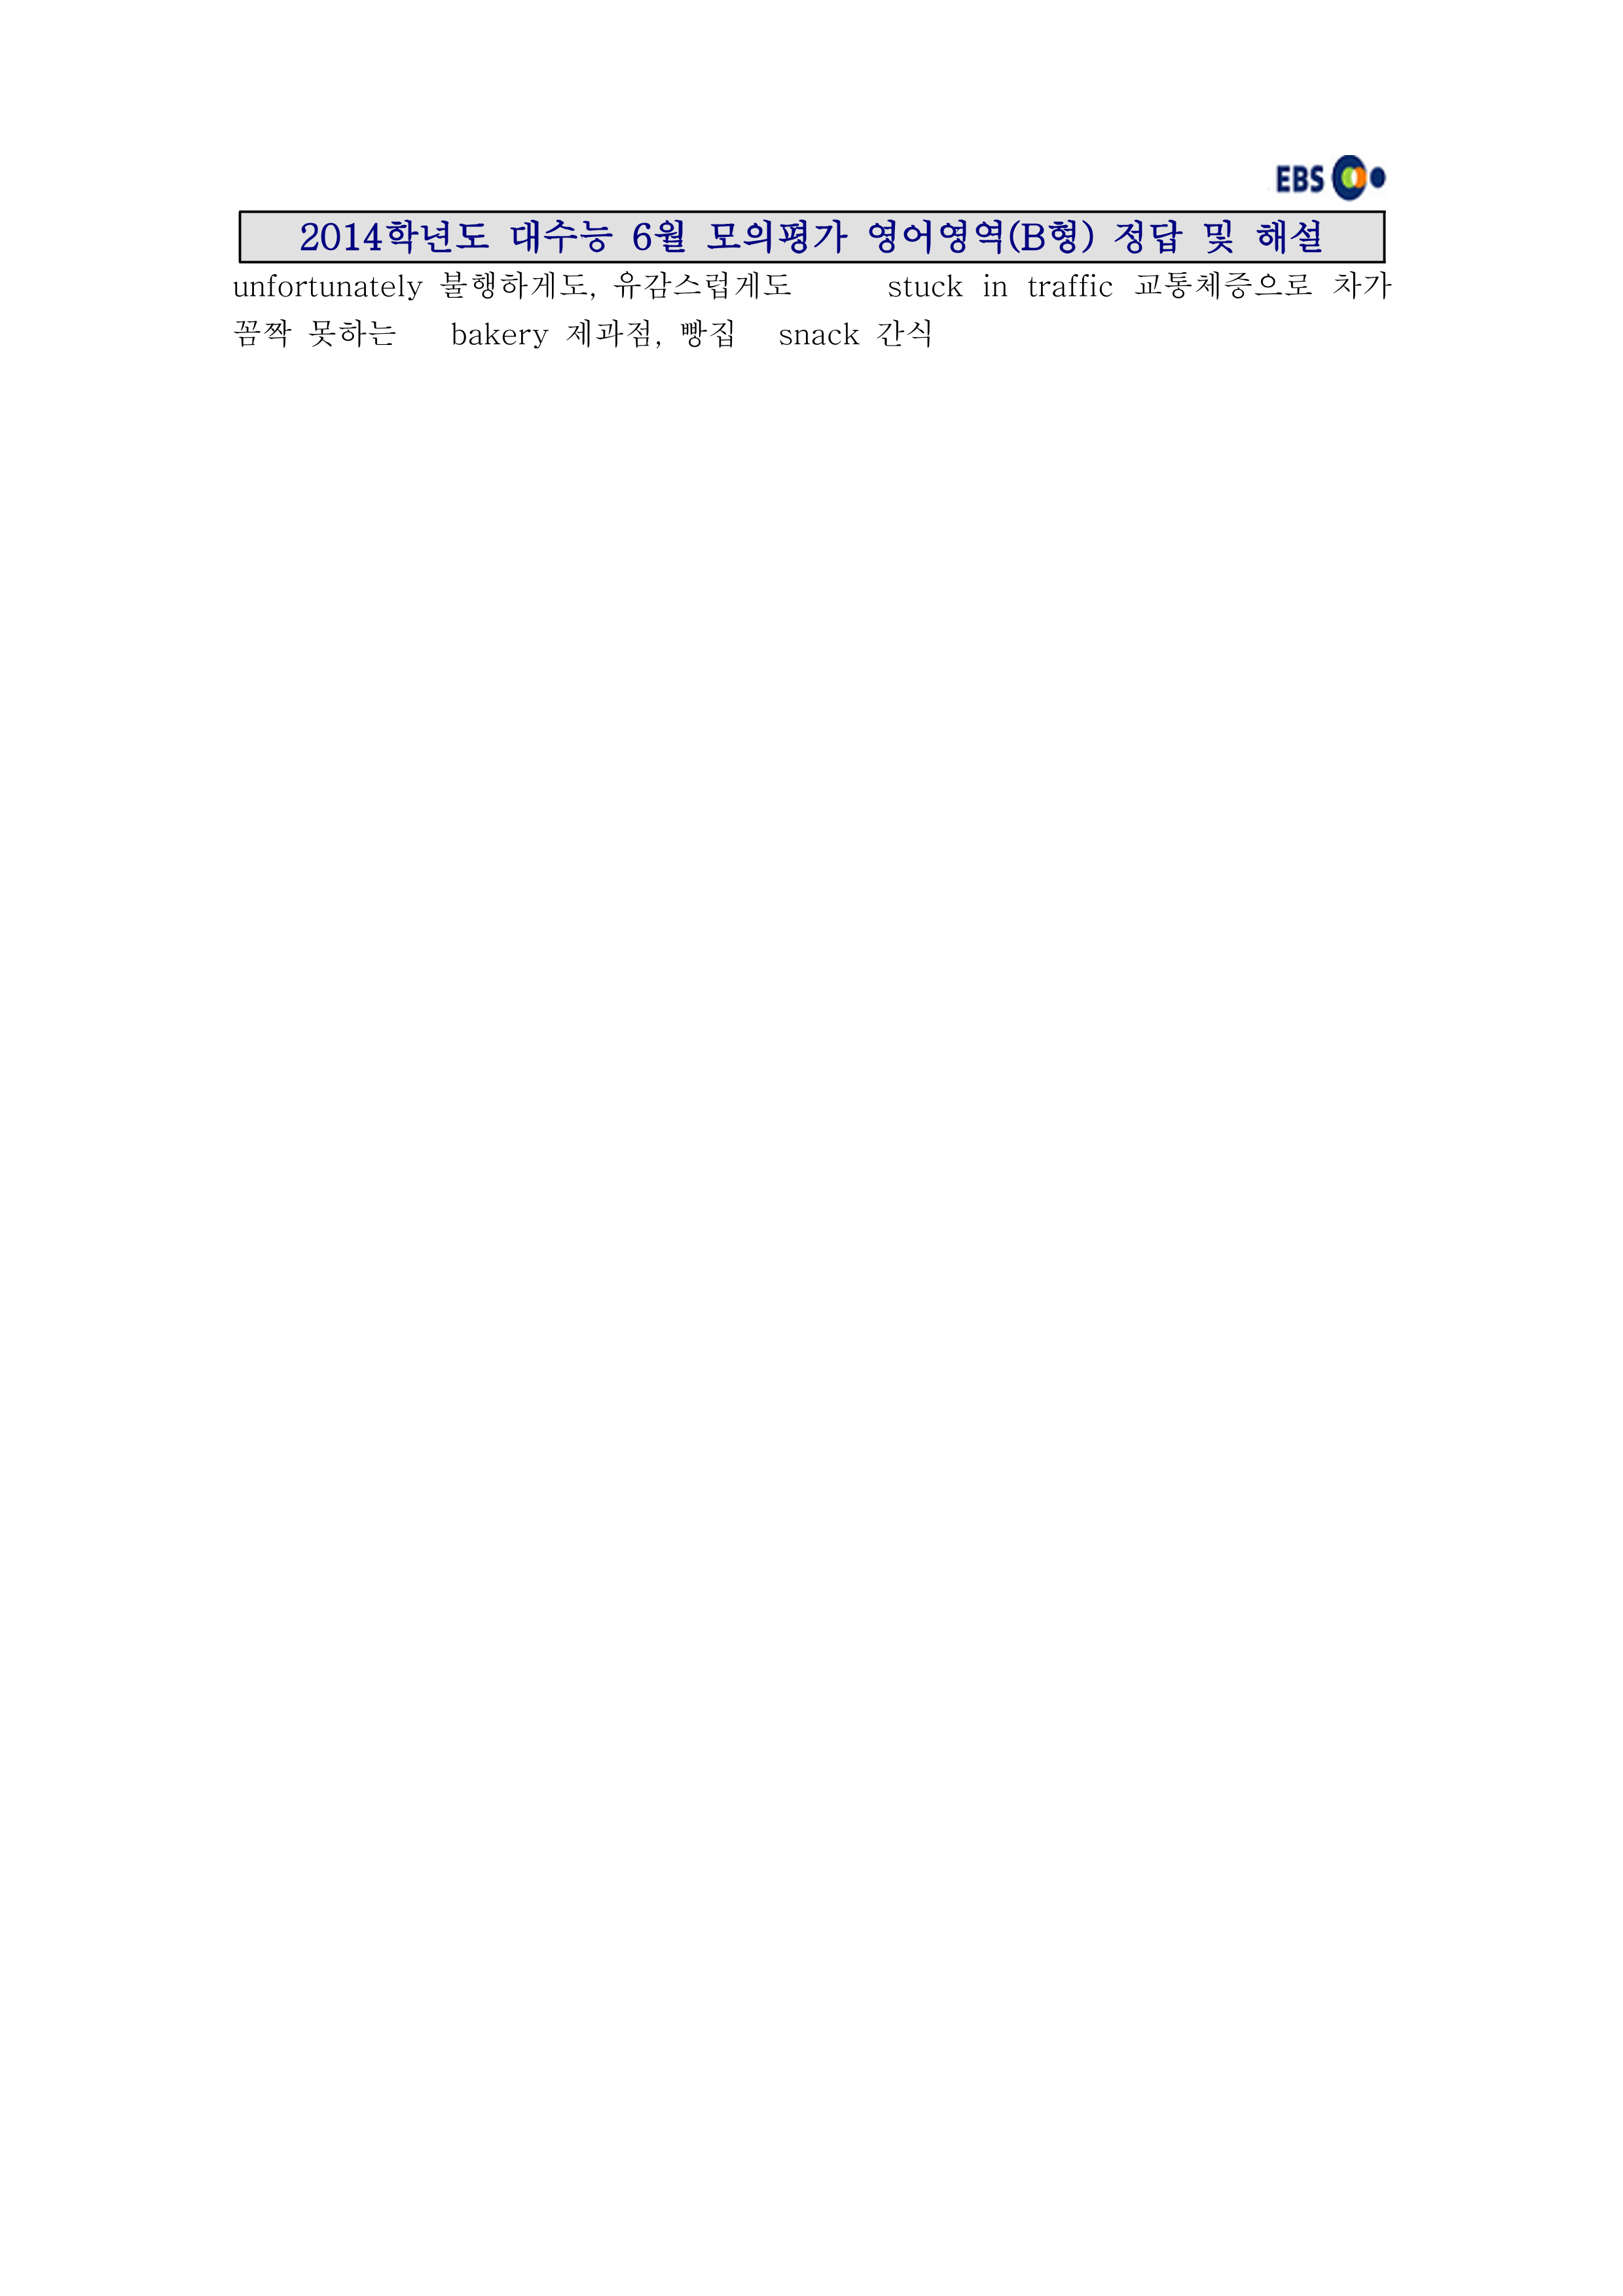 EBS
2014학년도 대수능 6월 모의평가 영어영역(B형) 정답 및 해설
unfortunately 불행하게도, 유감스럽게도 stuck in traffic 교통체증으로 차가
꼼짝 못하는 bakery 제과점, 빵집 snack 간식